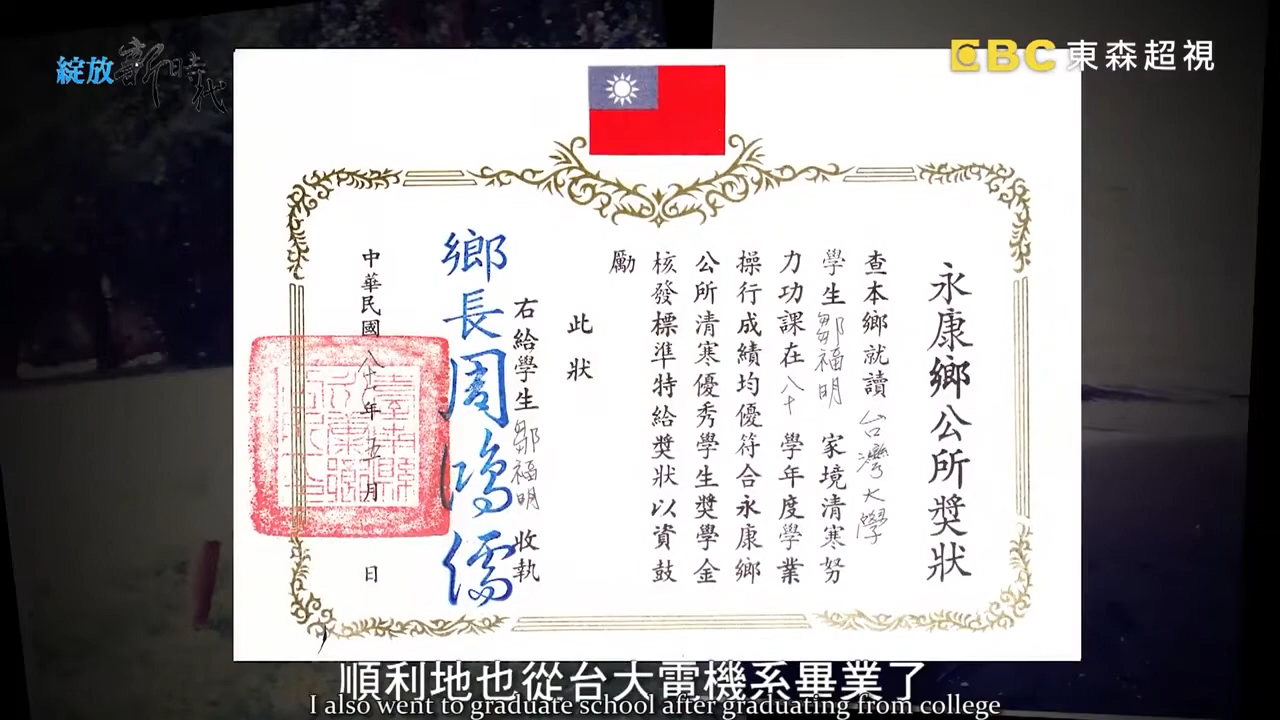 綻放新時代
EBC東森超視
永康鄉公所獎狀
查本鄉就讀台灣大學
學生鄒福明 家境清寒努
力功課在八十 學年度學業
操行成績均優符合永康鄉
公所清寒優秀學生獎學金
核發標準特給獎狀以資鼓
勵
此 狀
右給學生鄒福明 收執
鄉長周鴻儒
中華民國八十年五月 日
順利地也從台大電機系畢業了
I also went to graduate school after graduating from college